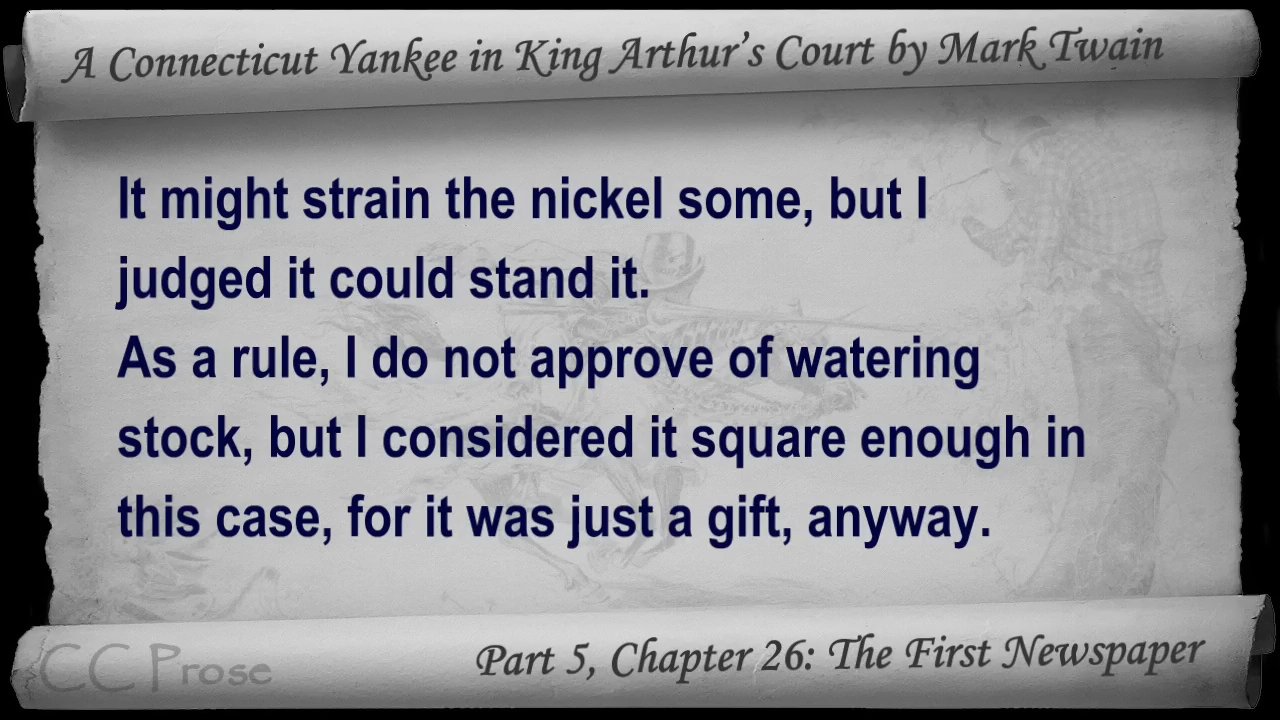 A Connecticut Yankee in King Arthur's Court by Mark Twain
It might strain the nickel some, but I
judged it could stand it.
As a rule, I do not approve of watering
stock, but I considered it square enough in
this case, for it was just a gift, anyway.
CC Prose
Part 5, Chapter 26: The First Newspaper